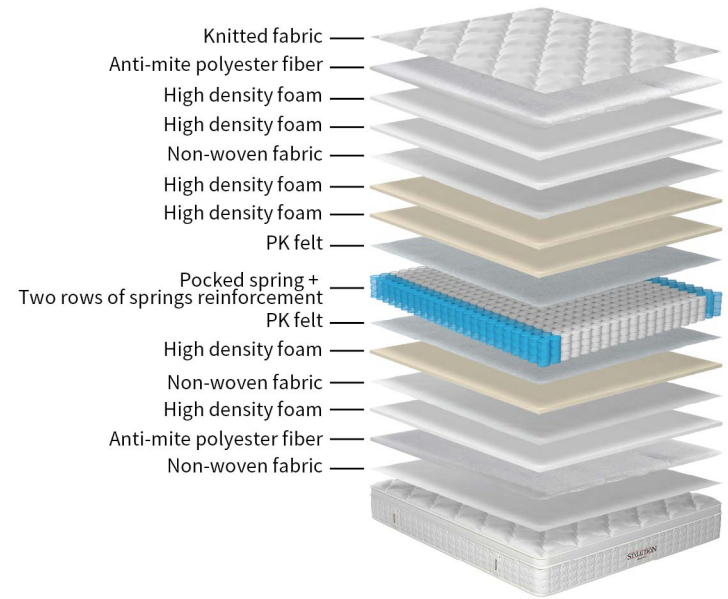 Knitted fabric
Anti-mite polyester fiber
High density foam
High density foam
Non-woven fabric
High density foam
High density foam
PK felt
Pocked spring +
Two rows of springs reinforcement
PK felt
High density foam
Non-woven fabric
High density foam
Anti-mite polyester fiber
Non-woven fabric